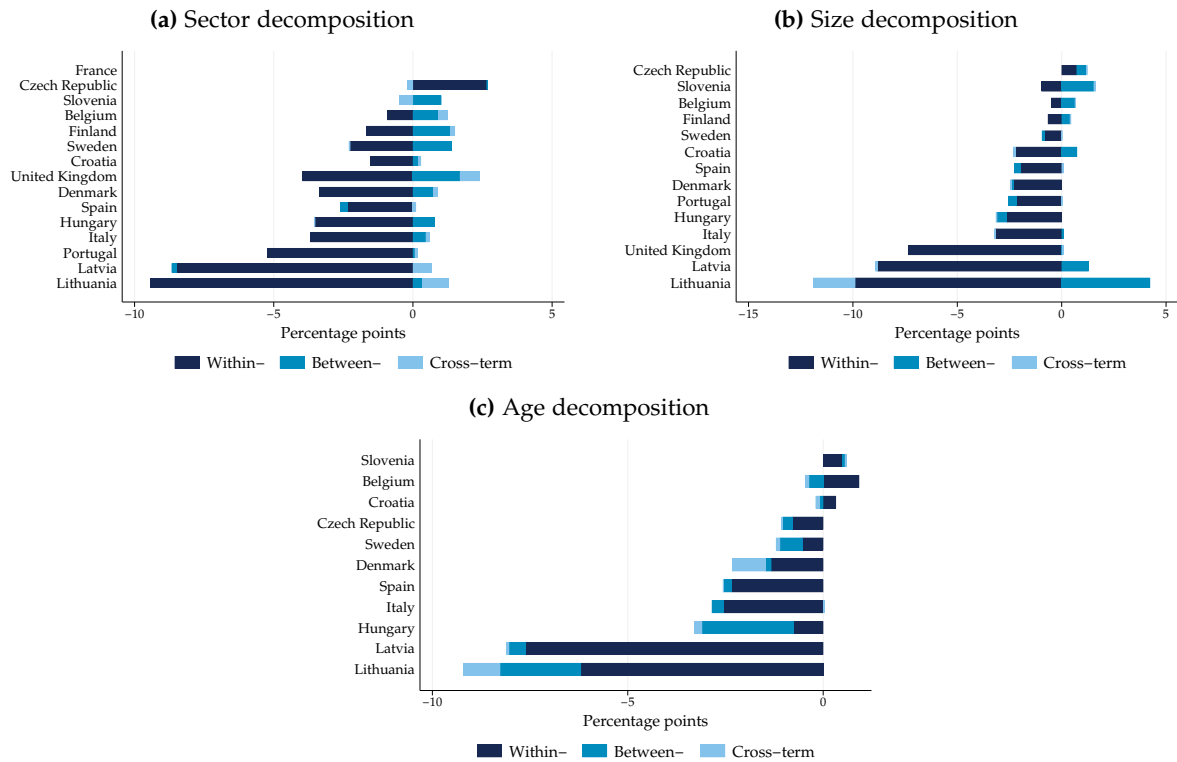 (a) Sector decomposition
France
Czech Republic
Slovenia
Belgium
Finland
Sweden
Croatia
United Kingdom
Denmark
Spain
Hungary
Italy
Portugal
Latvia
Lithuania
−10 −5 0 5
Percentage points
Within− Between− Cross−term
(b) Size decomposition
Czech Republic
Slovenia
Belgium
Finland
Sweden
Croatia
Spain
Denmark
Portugal
Hungary
Italy
United Kingdom
Latvia
Lithuania
−15 −10 −5 0 5
Percentage points
Within− Between− Cross−term
(c) Age decomposition
Slovenia
Belgium
Croatia
Czech Republic
Sweden
Denmark
Spain
Italy
Hungary
Latvia
Lithuania
−10 −5 0
Percentage points
Within− Between− Cross−term